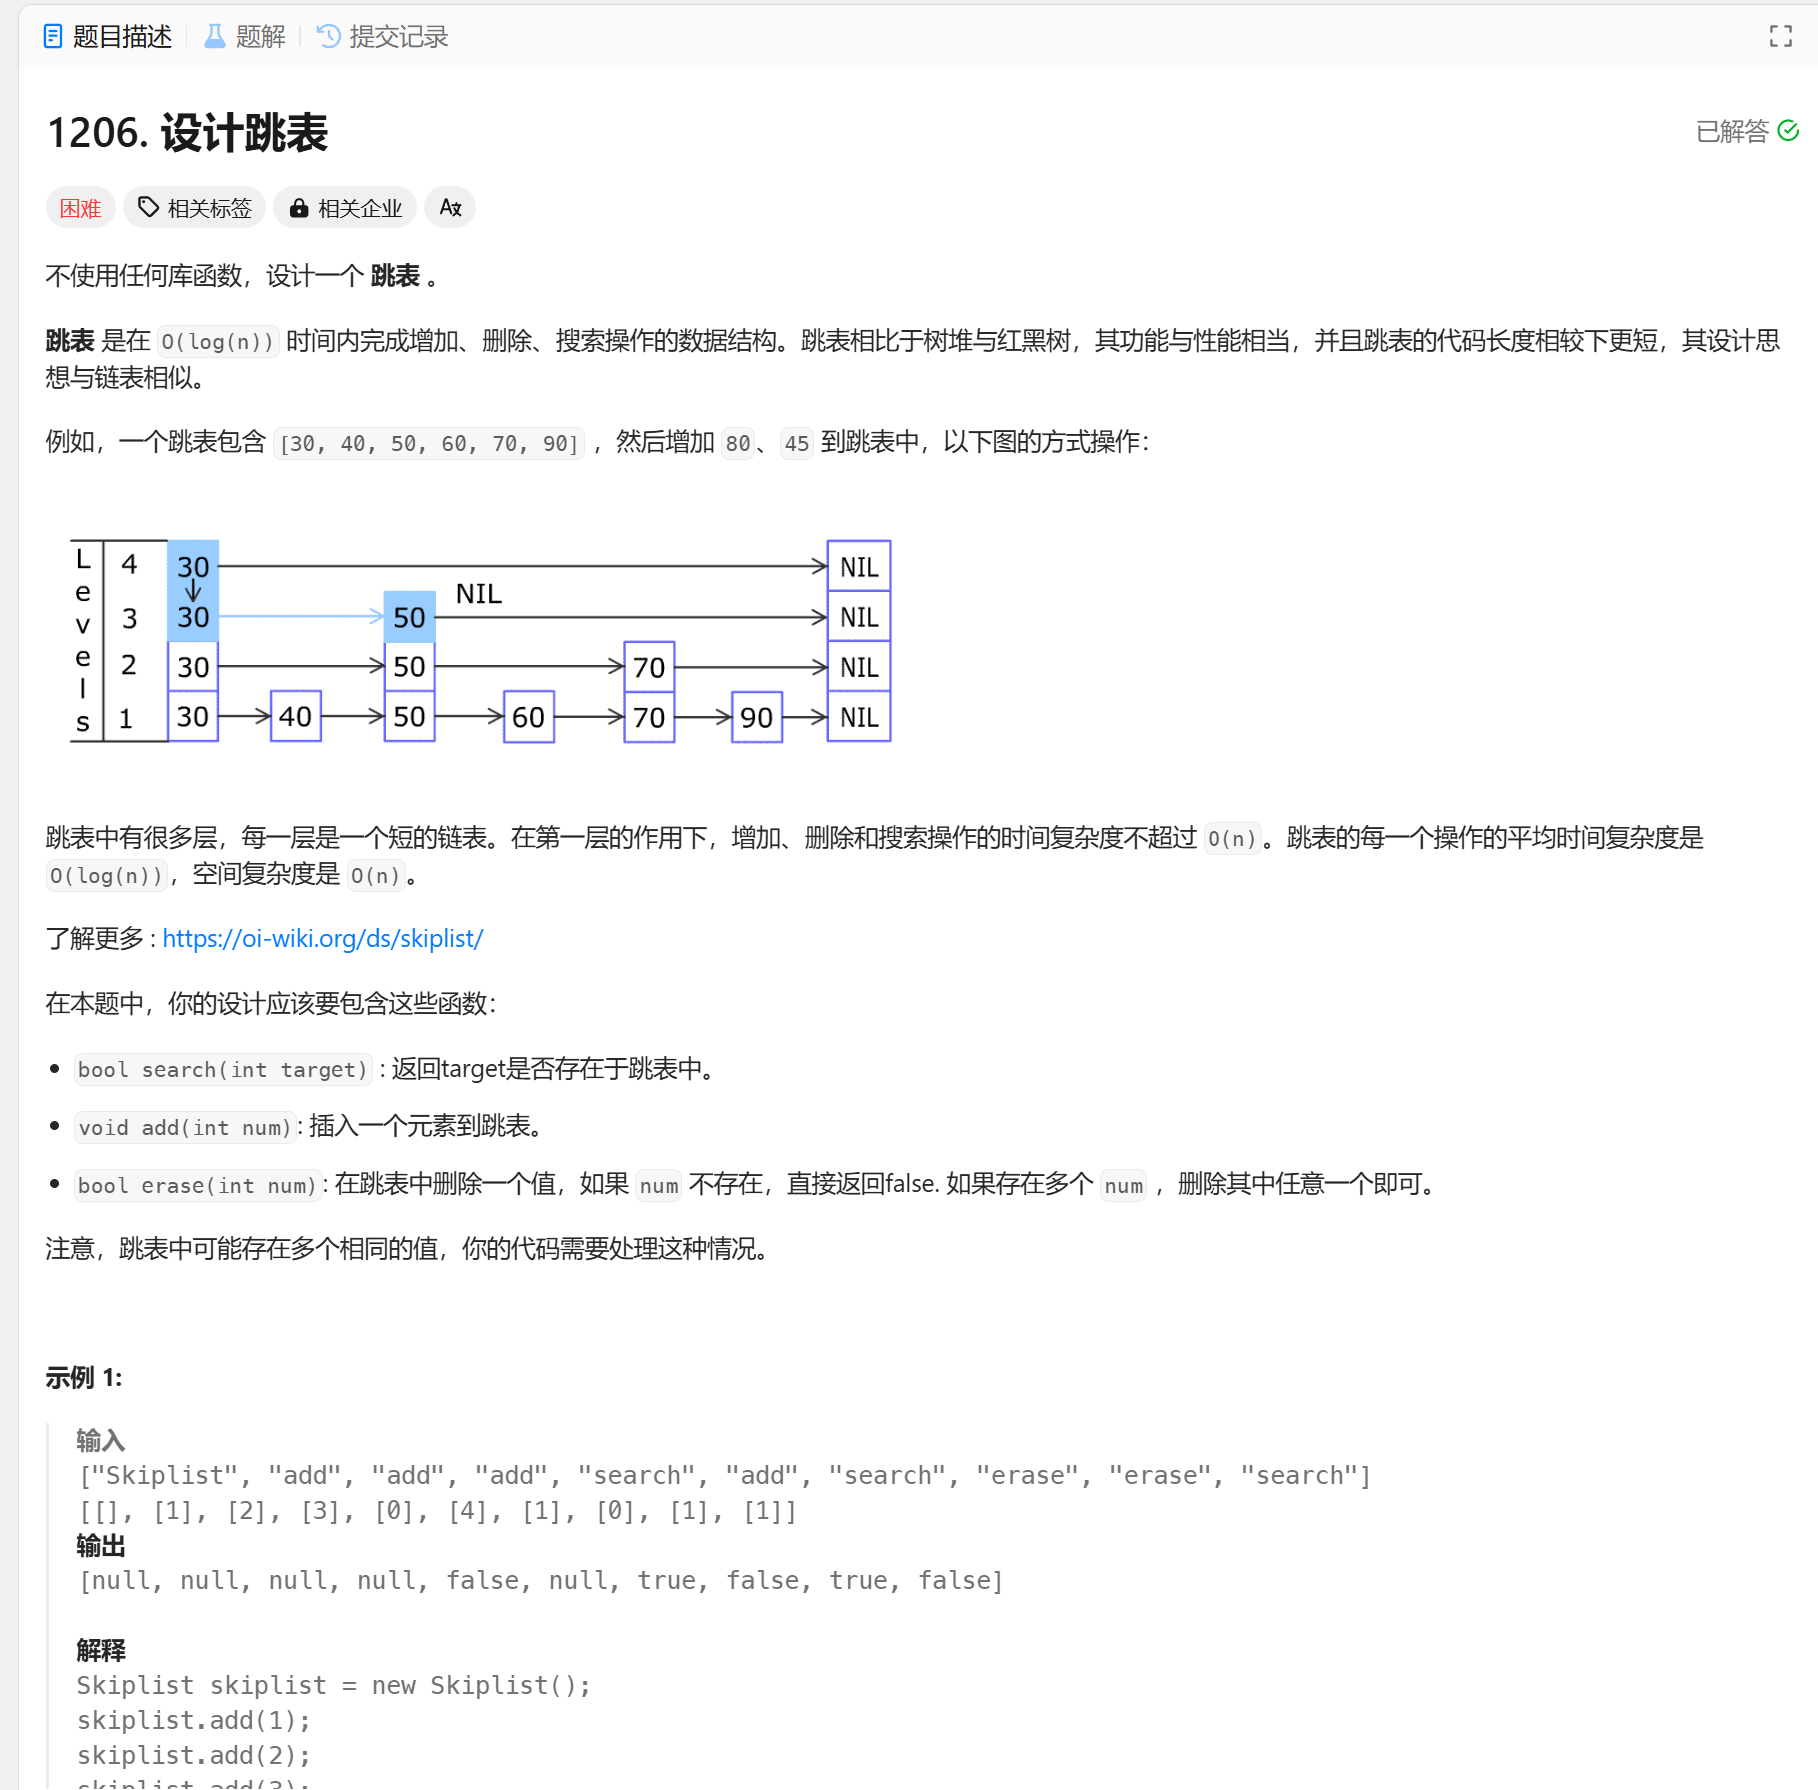 题目描述 题解 提交记录
1206. 设计跳表
已解答
困难 相关标签 相关企业 Az
不使用任何库函数，设计一个 跳表 。
跳表 是在 O(log(n)) 时间内完成增加、删除、搜索操作的数据结构。跳表相比于树堆与红黑树，其功能与性能相当，并且跳表的代码长度相较下更短，其设计思
想与链表相似。
例如，一个跳表包含 [30, 40, 50, 60, 70, 90] ，然后增加 80、45 到跳表中，以下图的方式操作：
Levels
4 30 NIL
NIL
3 30 50 NIL
2 30 50 70 NIL
1 30 40 50 60 70 90 NIL
跳表中有很多层，每一层是一个短的链表。在第一层的作用下，增加、删除和搜索操作的时间复杂度不超过 O(n)。跳表的每一个操作的平均时间复杂度是
O(log(n))，空间复杂度是 O(n)。
了解更多 : https://oi-wiki.org/ds/skiplist/
在本题中，你的设计应该要包含这些函数：
bool search(int target) : 返回target是否存在于跳表中。
void add(int num): 插入一个元素到跳表。
bool erase(int num): 在跳表中删除一个值，如果 num 不存在，直接返回false. 如果存在多个 num ，删除其中任意一个即可。
注意，跳表中可能存在多个相同的值，你的代码需要处理这种情况。
示例 1:
输入
["Skiplist", "add", "add", "add", "search", "add", "search", "erase", "erase", "search"]
[[], [1], [2], [3], [0], [4], [1], [0], [1], [1]]
输出
[null, null, null, null, false, null, true, false, true, false]
解释
Skiplist skiplist = new Skiplist();
skiplist.add(1);
skiplist.add(2);
skiplist.add(3);